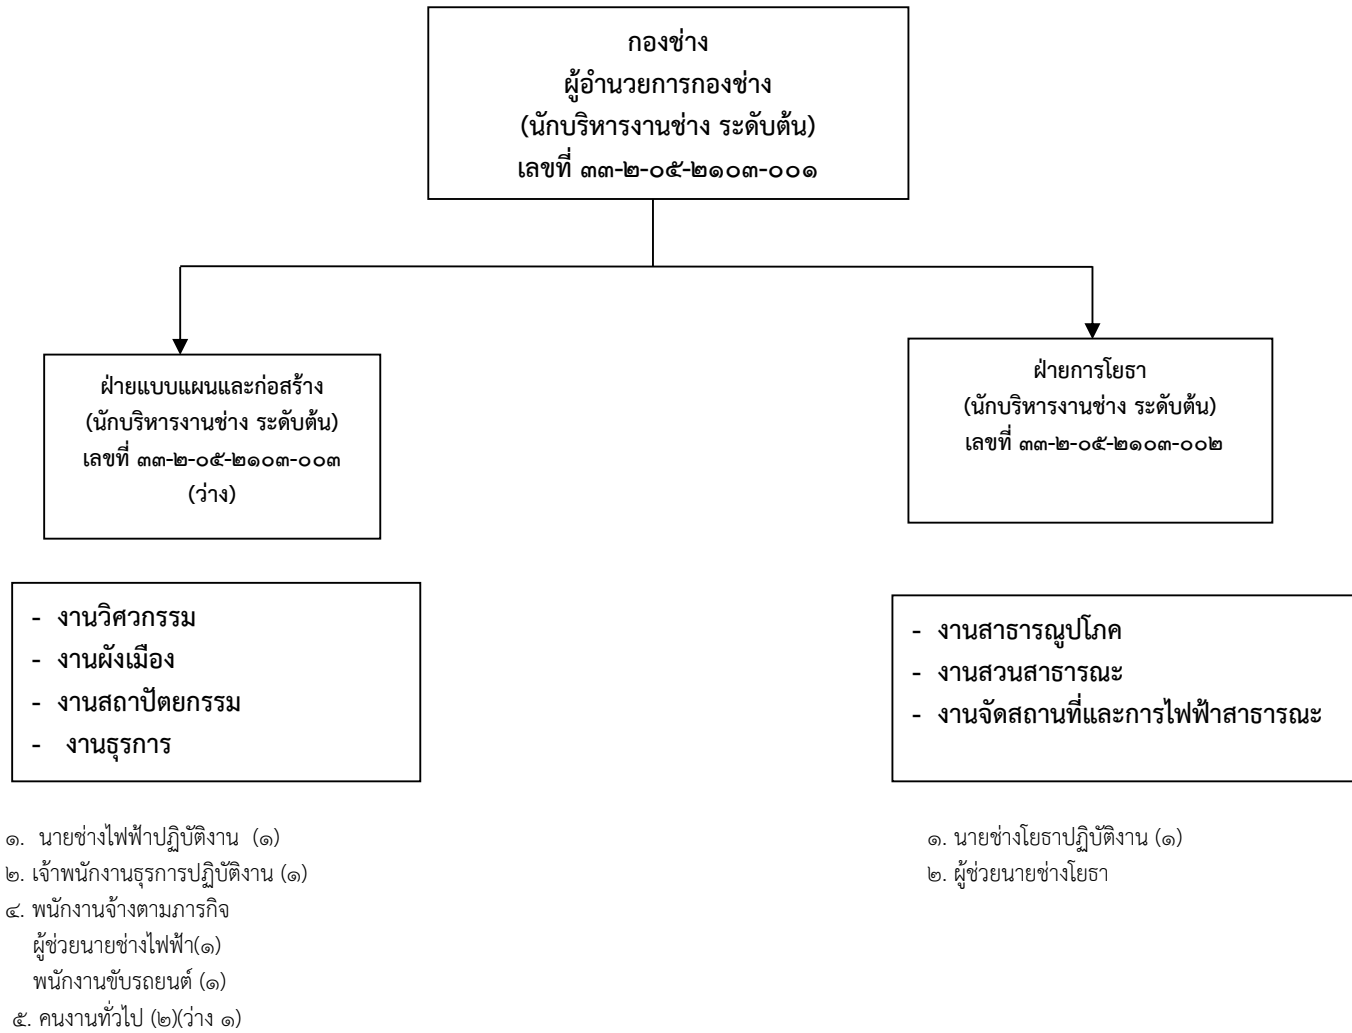 กองช่าง
ผู้อำนวยการกองช่าง
(นักบริหารงานช่าง ระดับต้น)
เลขที่ ๓๓-๒-๐๕-๒๑๐๓-๐๐๑
ฝ่ายแบบแผนและก่อสร้าง
(นักบริหารงานช่าง ระดับต้น)
เลขที่ ๓๓-๒-๐๕-๒๑๐๓-๐๐๓
(ว่าง)
ฝ่ายการโยธา
(นักบริหารงานช่าง ระดับต้น)
เลขที่ ๓๓-๒-๐๕-๒๑๐๓-๐๐๒
- งานวิศวกรรม
- งานผังเมือง
- งานสถาปัตยกรรม
- งานธุรการ
- งานสาธารณูปโภค
- งานสวนสาธารณะ
- งานจัดสถานที่และการไฟฟ้าสาธารณะ
๑. นายช่างไฟฟ้าปฏิบัติงาน (๑)
๒. เจ้าพนักงานธุรการปฏิบัติงาน (๑)
๔. พนักงานจ้างตามภารกิจ
ผู้ช่วยนายช่างไฟฟ้า(๑)
พนักงานขับรถยนต์ (๑)
๕. คนงานทั่วไป (๒)(ว่าง ๑)
๑. นายช่างโยธาปฏิบัติงาน (๑)
๒. ผู้ช่วยนายช่างโยธา